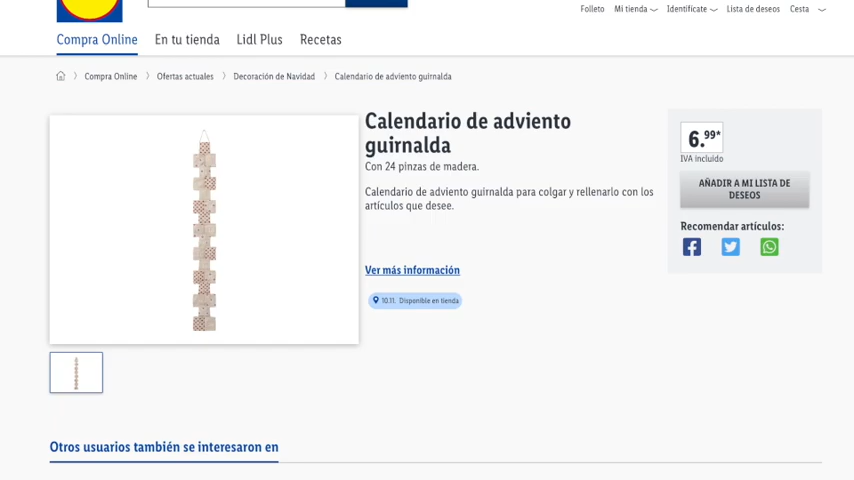 Folleto Mi tienda Identifícate Lista de deseos Cesta
Compra Online En tu tienda Lidl Plus Recetas
Compra Online Ofertas actuales Decoración de Navidad Calendario de adviento guirnalda
Calendario de adviento
guirnalda
Con 24 pinzas de madera.
Calendario de adviento guirnalda para colgar y rellenarlo con los
artículos que desee.
Ver más información
10.11. Disponible en tienda
6.99*
IVA incluido
AÑADIR A MI LISTA DE
DESEOS
Recomendar artículos:
Otros usuarios también se interesaron en